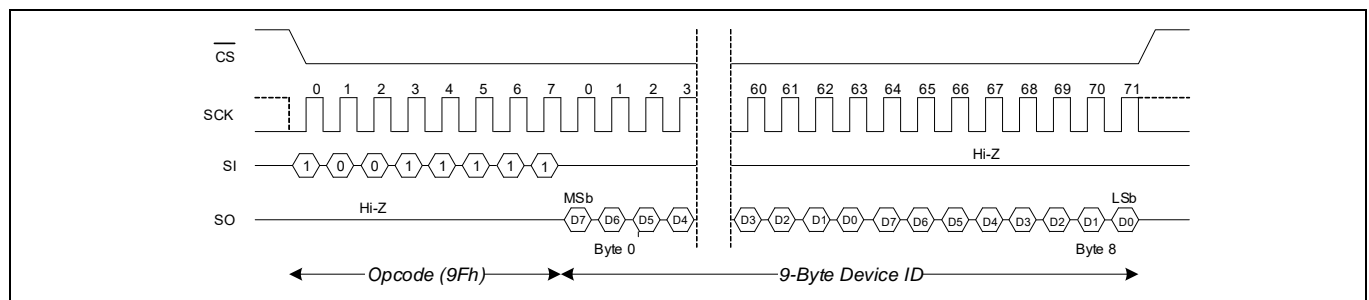 CS
0 1 2 3 4 5 6 7 0 1 2 3 60 61 62 63 64 65 66 67 68 69 70 71
SCK
Hi-Z
SI 1 0 0 1 1 1 1 1
MSb LSb
Hi-Z
SO D7 D6 D5 D4 D3 D2 D1 D0 D7 D6 D5 D4 D3 D2 D1 D0
Byte 0 Byte 8
Opcode (9Fh) 9-Byte Device ID